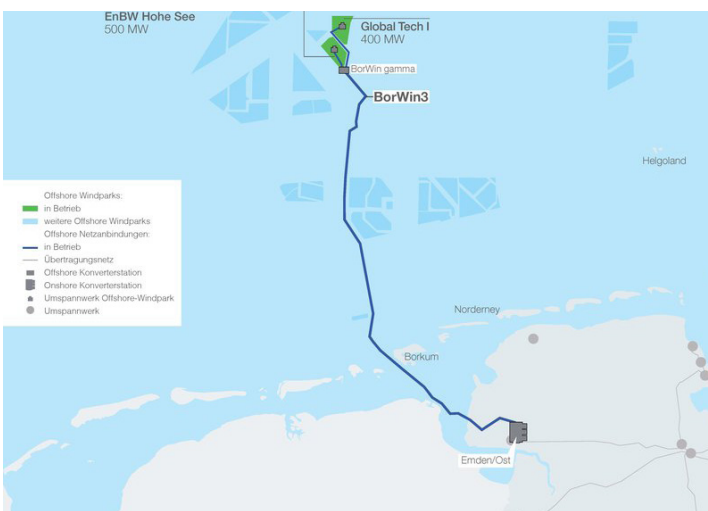 EnBW Hohe See
500 MW
Global Tech I
400 MW
BorWin gamma
BorWin3
Helgoland
Offshore Windparks:
in Betrieb
weitere Offshore Windparks
Offshore Netzanbindungen:
in Betrieb
Übertragungsnetz
Offshore Konverterstation
Onshore Konverterstation
Umspannwerk Offshore-Windpark
Umspannwerk
Norderney
Borkum
Emden/Ost